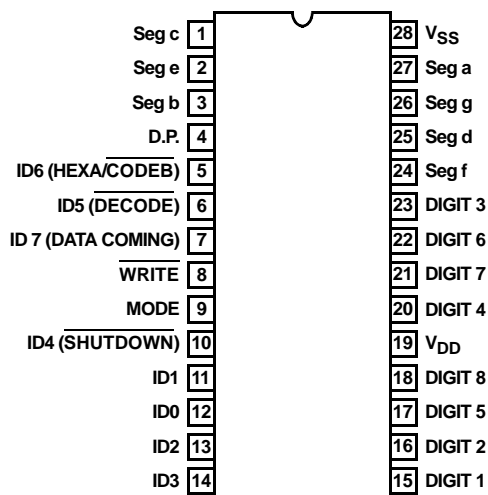 Seg c 1 28 VSS
Seg e 2 27 Seg a
Seg b 3 26 Seg g
D.P. 4 25 Seg d
ID6 (HEXA/CODEB) 5 24 Seg f
ID5 (DECODE) 6 23 DIGIT 3
ID 7 (DATA COMING) 7 22 DIGIT 6
WRITE 8 21 DIGIT 7
MODE 9 20 DIGIT 4
ID4 (SHUTDOWN) 10 19 VDD
ID1 11 18 DIGIT 8
ID0 12 17 DIGIT 5
ID2 13 16 DIGIT 2
ID3 14 15 DIGIT 1